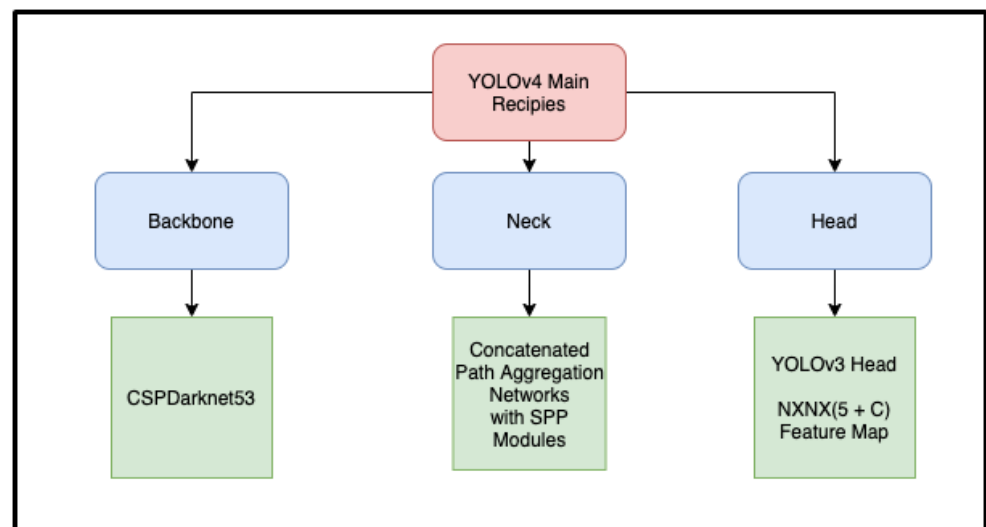 YOLOv4 Main
Recipies
Backbone
Neck
Head
CSPDarknet53
Concatenated
Path Aggregation
Networks
with SPP
Modules
YOLOv3 Head
NXNX(5 + C)
Feature Map